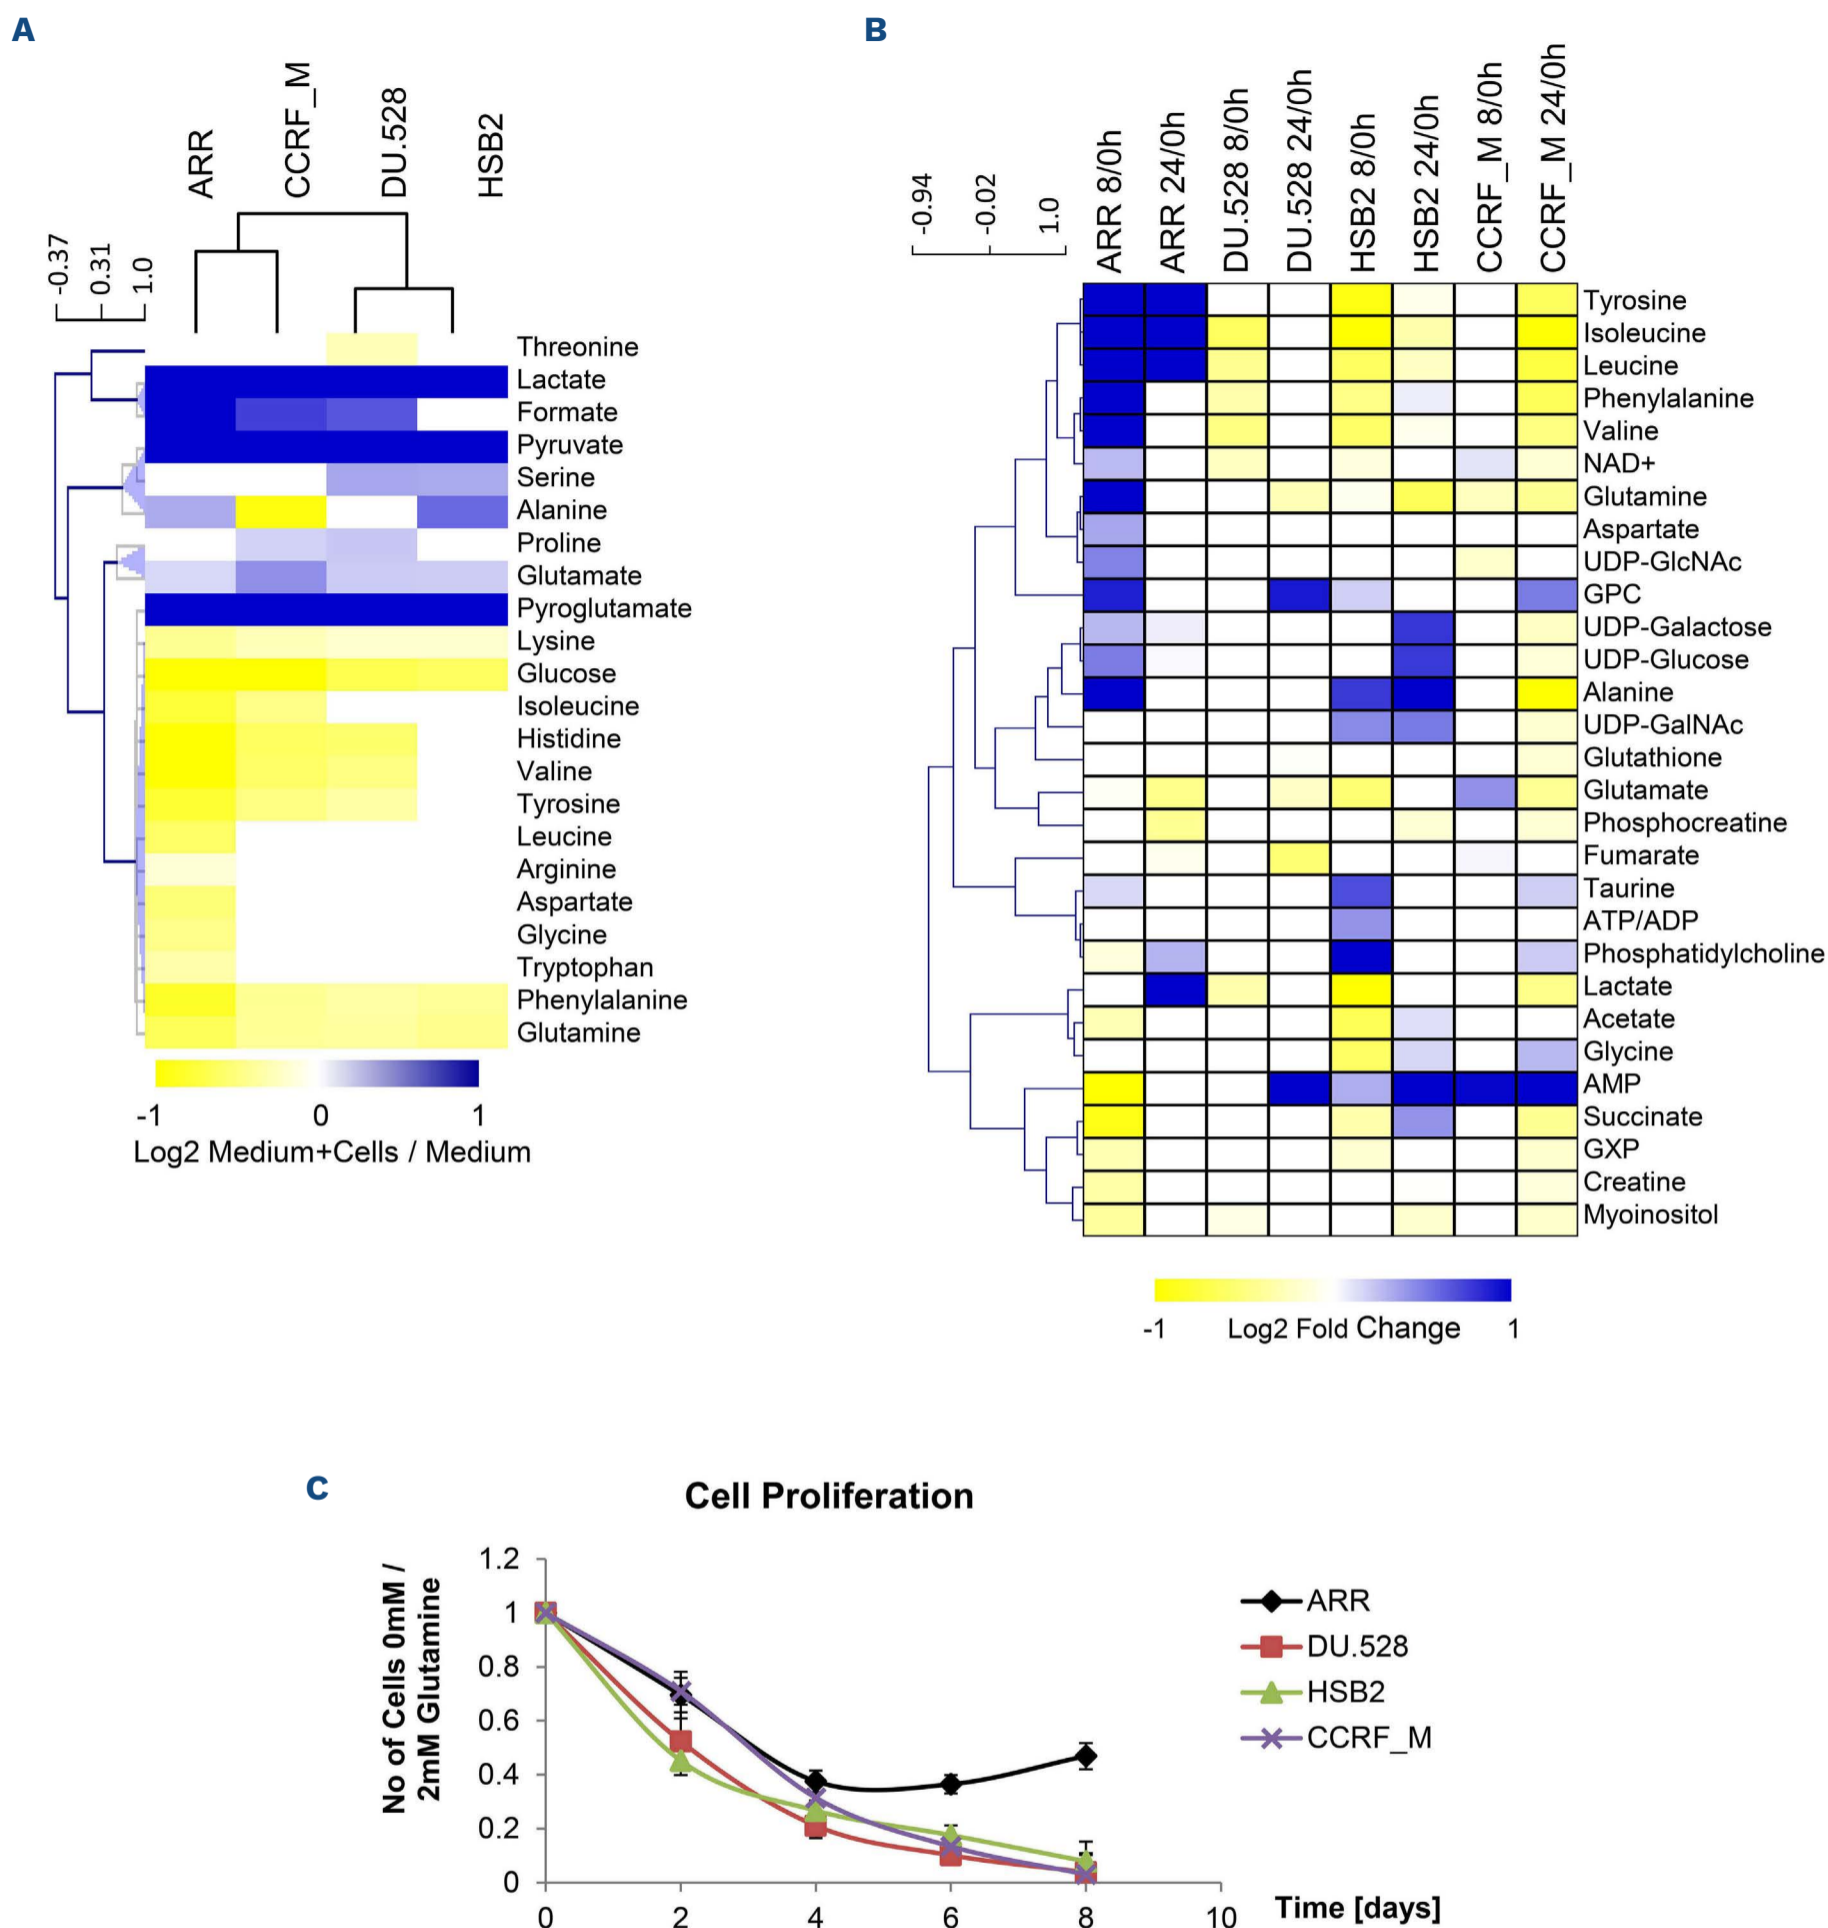 A
ARR
CCRF_M
DU.528
HSB2
-0.37
0.31
1.0
Threonine
Lactate
Formate
Pyruvate
Serine
Alanine
Proline
Glutamate
Pyroglutamate
Lysine
Glucose
Isoleucine
Histidine
Valine
Tyrosine
Leucine
Arginine
Aspartate
Glycine
Tryptophan
Phenylalanine
Glutamine
-1 0 1
Log2 Medium+Cells / Medium
B
-0.94
-0.02
1.0
ARR 8/0h
ARR 24/0h
DU.528 8/0h
DU.528 24/0h
HSB2 8/0h
HSB2 24/0h
CCRF_M 8/0h
CCRF_M 24/0h
Tyrosine
Isoleucine
Leucine
Phenylalanine
Valine
NAD+
Glutamine
Aspartate
UDP-GlcNAc
GPC
UDP-Galactose
UDP-Glucose
Alanine
UDP-GalNAc
Glutathione
Glutamate
Phosphocreatine
Fumarate
Taurine
ATP/ADP
Phosphatidylcholine
Lactate
Acetate
Glycine
AMP
Succinate
GXP
Creatine
Myoinositol
-1 Log2 Fold Change 1
C
Cell Proliferation
No of Cells 0mM /
2mM Glutamine
1.2
1
0.8
0.6
0.4
0.2
0
0 2 4 6 8 10
Time [days]
ARR
DU.528
HSB2
CCRF_M